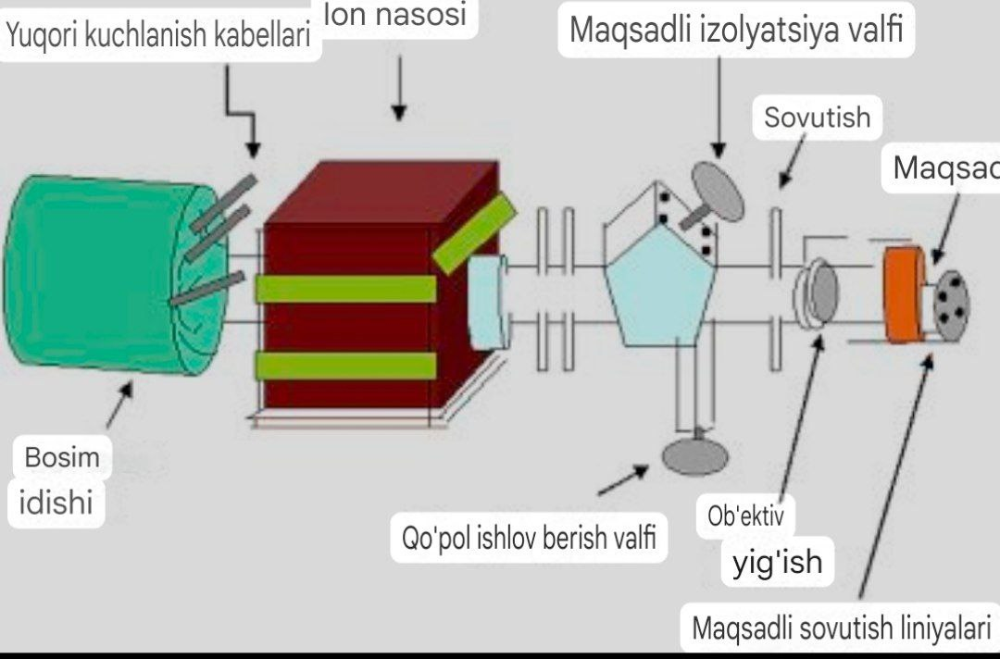 Yuqori kuchlanish kabellari
Ion nasosi
Maqsadli izolyatsiya valfi
Sovutish
Maqsad
Bosim
idishi
Qo'pol ishlov berish valfi
Ob'ektiv
yig'ish
Maqsadli sovutish liniyalari